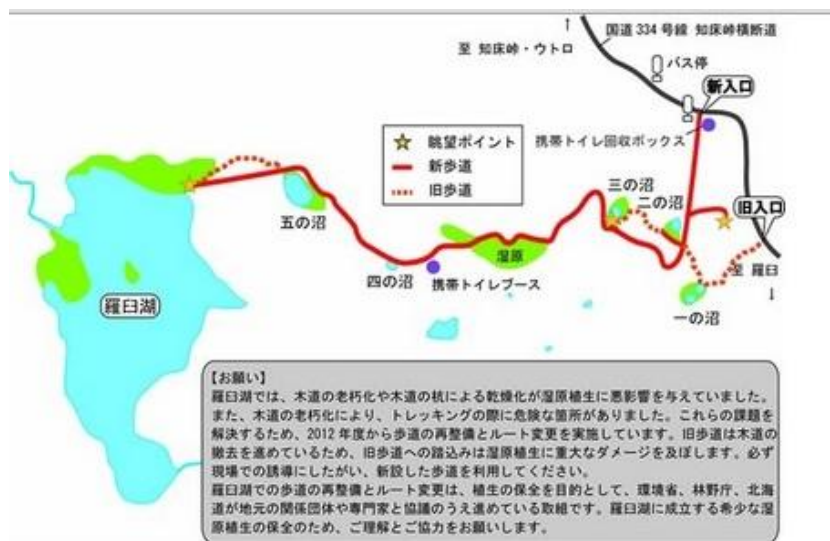 ↑
国道334号線 知床峠横断道
至 知床峠・ウトロ
バス停
新入口
携帯トイレ回収ボックス
眺望ポイント
新歩道
旧歩道
三の沼
二の沼
旧入口
五の沼
湿原
至 羅臼
↓
四の沼
携帯トイレブース
一の沼
羅臼湖
【お願い】
羅臼湖では、木道の老朽化や木道の杭による乾燥化が湿原植生に悪影響を与えていました。
また、木道の老朽化により、トレッキングの際に危険な箇所がありました。これらの課題を
解決するため、2012年度から歩道の再整備とルート変更を実施しています。旧歩道は木道の
撤去を進めているため、旧歩道への踏込みは湿原植生に重大なダメージを及ぼします。必ず
現場での誘導にしたがい、新設した歩道を利用してください。
羅臼湖での歩道の再整備とルート変更は、植生の保全を目的として、環境省、林野庁、北海
道が地元の関係団体や専門家と協議のうえ進めている取組です。羅臼湖に成立する希少な湿
原植生の保全のため、ご理解とご協力をお願いします。